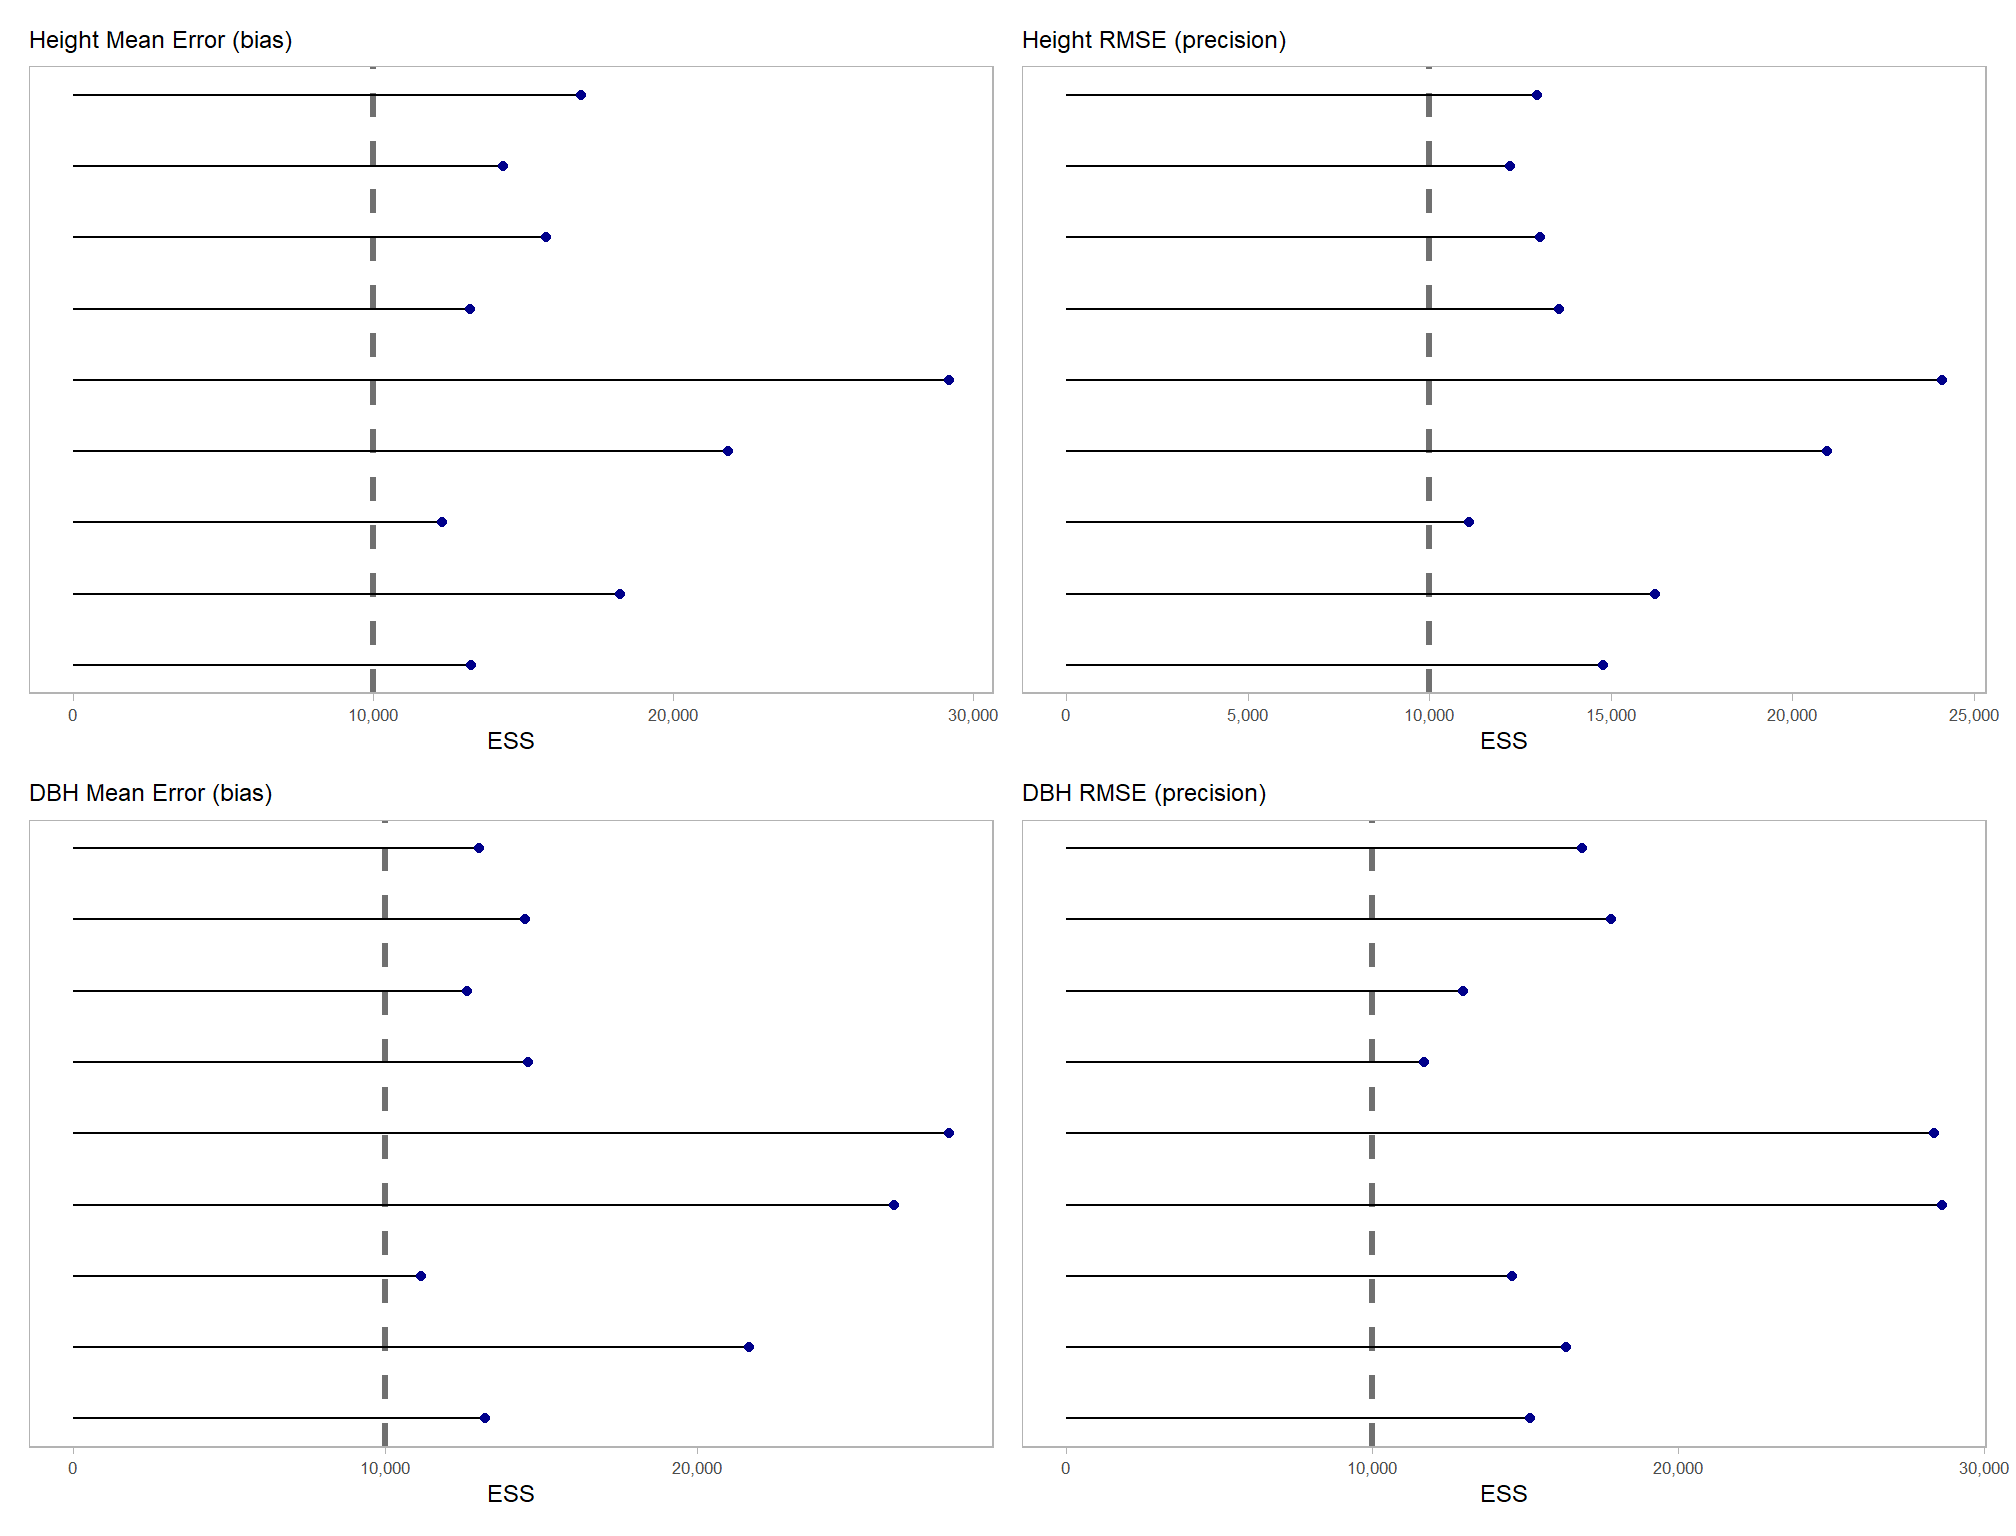 Height Mean Error (bias)
0 10,000 20,000 30,000
ESS
Height RMSE (precision)
0 5,000 10,000 15,000 20,000 25,000
ESS
DBH Mean Error (bias)
0 10,000 20,000
ESS
DBH RMSE (precision)
0 10,000 20,000 30,000
ESS